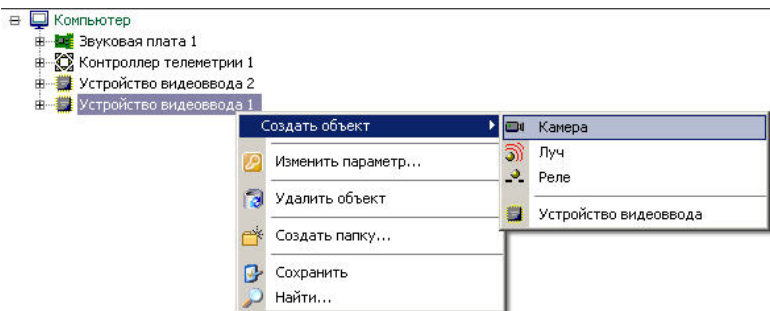 Компьютер
Звуковая плата 1
Контроллер телеметрии 1
Устройство видеоввода 2
Устройство видеоввода 1
Создать объект
Изменить параметр...
Удалить объект
Создать папку...
Сохранить
Найти...
Камера
Луч
Реле
Устройство видеоввода